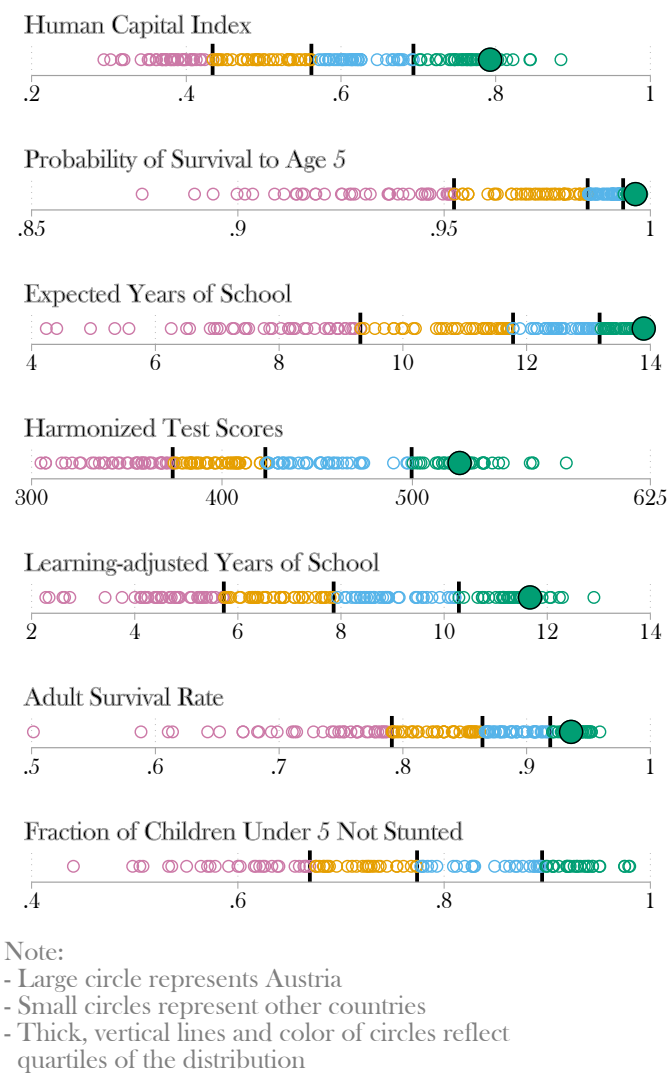 Human Capital Index
.2 .4 .6 .8 1
Probability of Survival to Age 5
.85 .9 .95 1
Expected Years of School
4 6 8 10 12 14
Harmonized Test Scores
300 400 500 625
Learning-adjusted Years of School
2 4 6 8 10 12 14
Adult Survival Rate
.5 .6 .7 .8 .9 1
Fraction of Children Under 5 Not Stunted
.4 .6 .8 1
Note:
- Large circle represents Austria
- Small circles represent other countries
- Thick, vertical lines and color of circles reflect
quartiles of the distribution